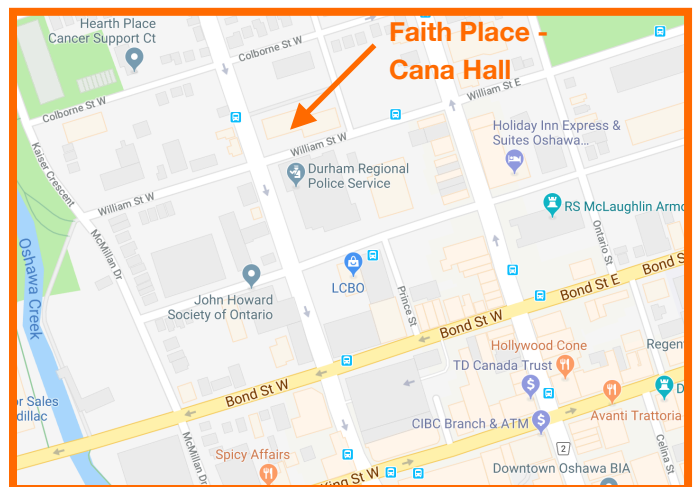 Faith Place -
Cana Hall
Hearth Place
Cancer Support Ct
Colborne St W
Colborne St W
William St E
William St W
William St W
Kaiser Crescent
McMillan Dr
Holiday Inn Express &
Suites Oshawa...
Durham Regional
Police Service
RS McLaughlin Armo
Ontario St
Oshawa Creek
John Howard
Society of Ontario
LCBO
Prince St
Bond S
Bond St E
Bond St W
Bond St W
Hollywood Cone
Regen
TD Canada Trust
D
or Sales
dillac
CIBC Branch & ATM
Avanti Trattoria
McMillan Dr
Spicy Affairs
King St W
2
Downtown Oshawa BIA
Celina St